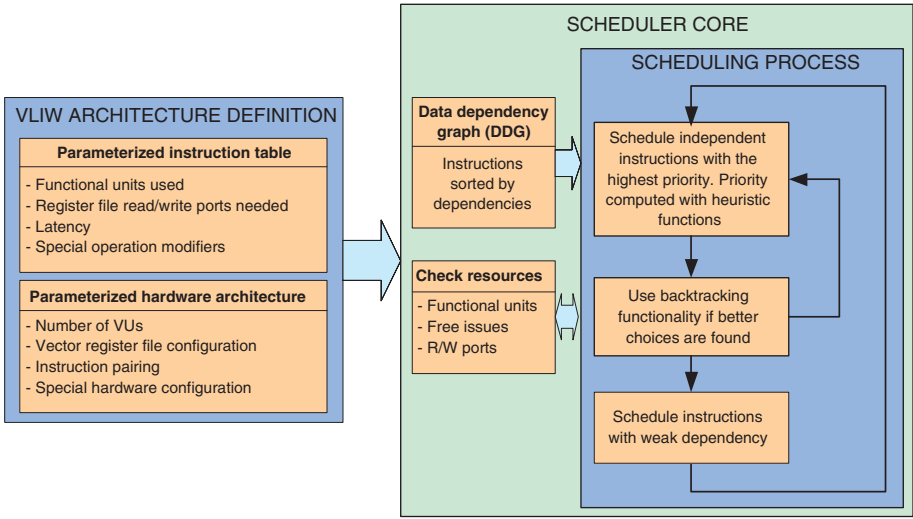 VLIW ARCHITECTURE DEFINITION
Parameterized instruction table
- Functional units used
- Register file read/write ports needed
- Latency
- Special operation modifiers
Parameterized hardware architecture
- Number of VUs
- Vector register file configuration
- Instruction pairing
- Special hardware configuration
SCHEDULER CORE
Data dependency
graph (DDG)
Instructions
sorted by
dependencies
Check resources
- Functional units
- Free issues
- R/W ports
SCHEDULING PROCESS
Schedule independent
instructions with the
highest priority. Priority
computed with heuristic
functions
Use backtracking
functionality if better
choices are found
Schedule instructions
with weak dependency